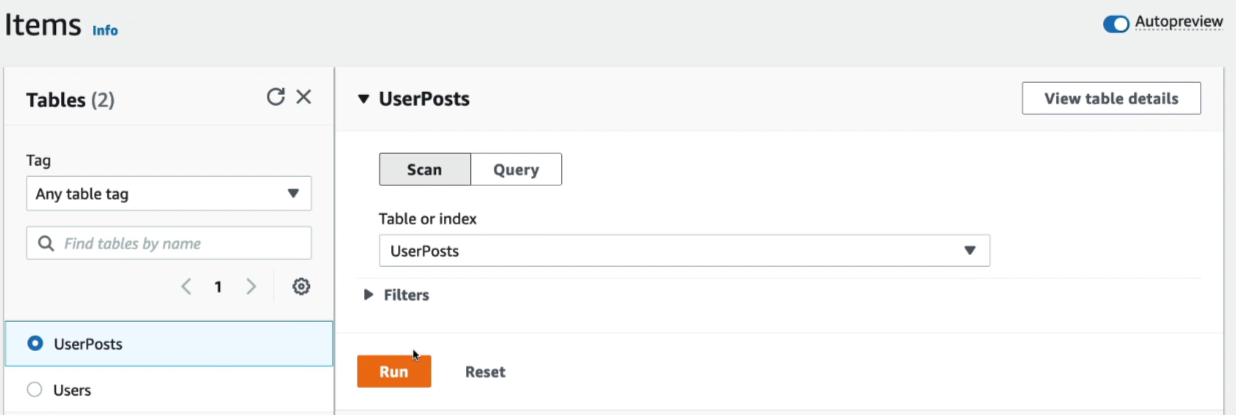 Items Info
Autopreview
Tables (2)
Tag
Any table tag
Find tables by name
1
UserPosts
Users
UserPosts
View table details
Scan
Query
Table or index
UserPosts
Filters
Run
Reset